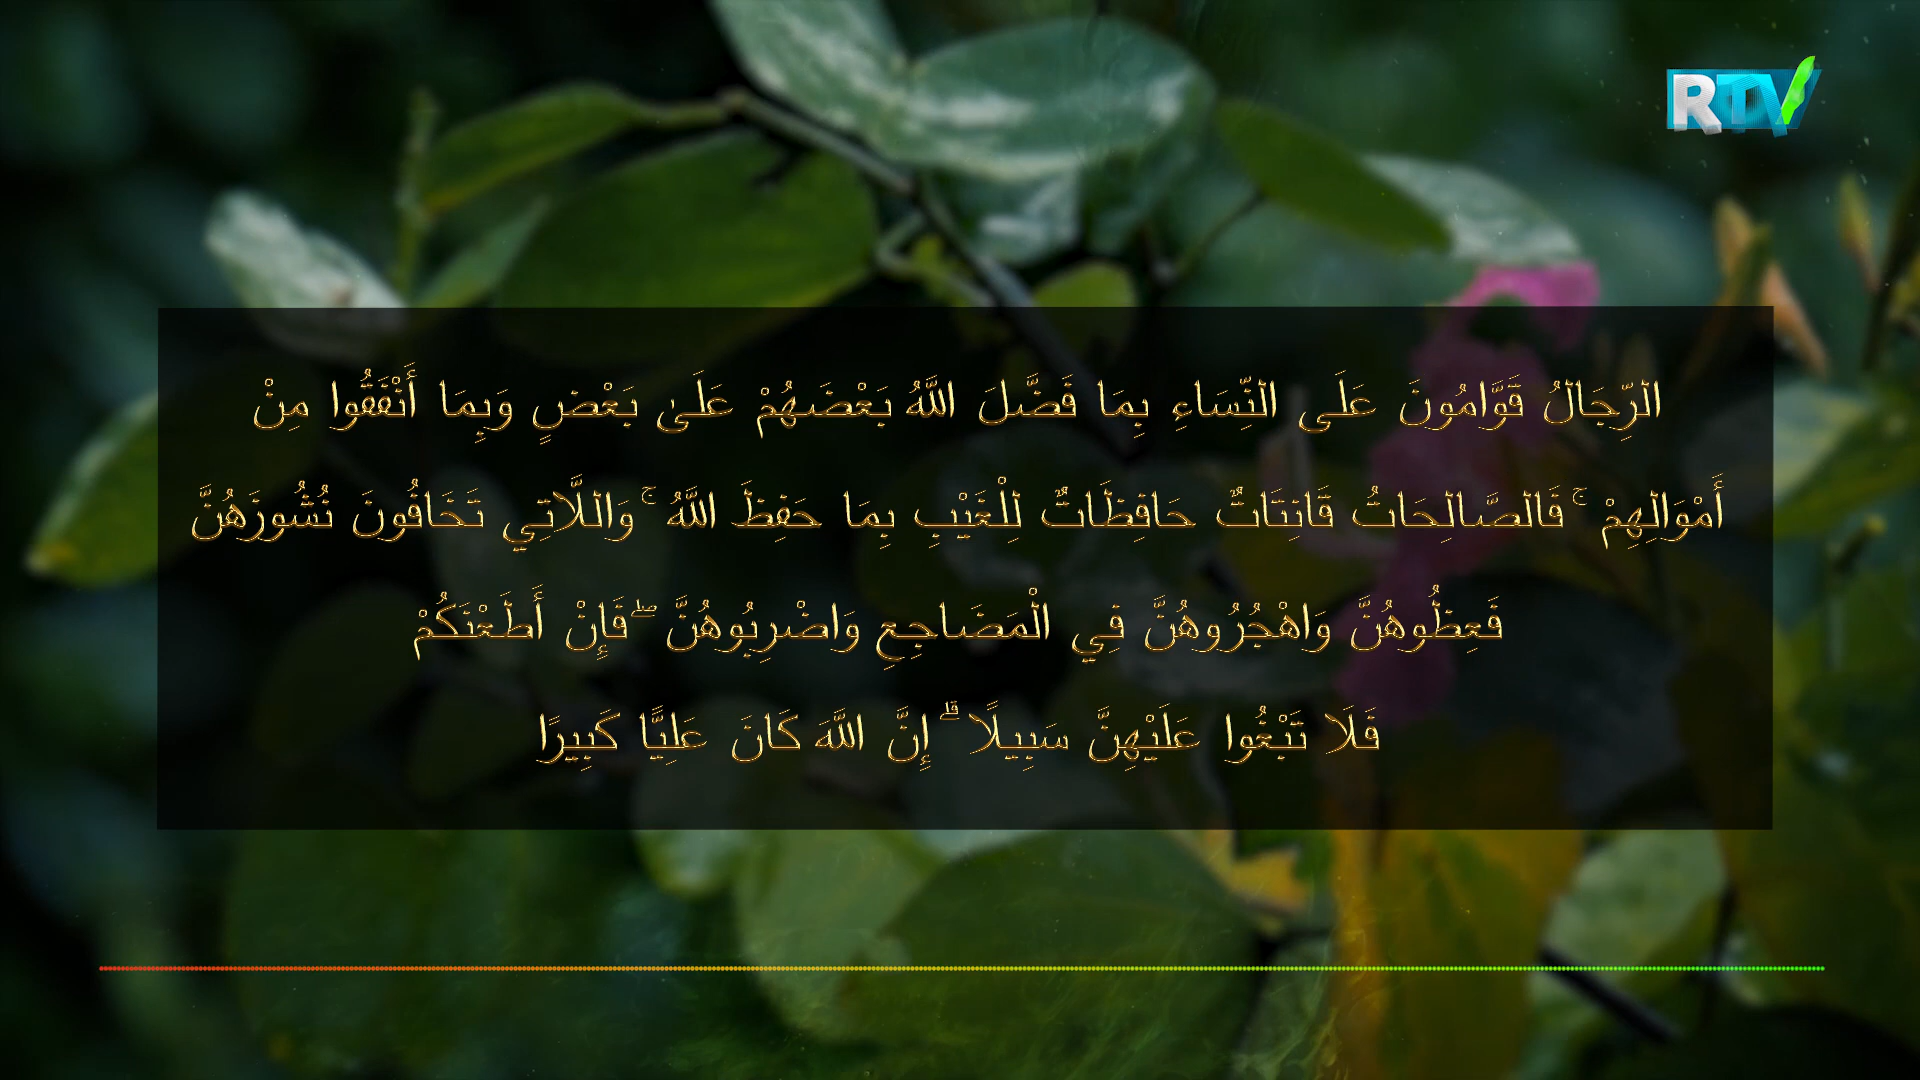 RTV
الرِّجَالُ قَوَّامُونَ عَلَى النِّسَاءِ بِمَا فَضَّلَ اللَّهُ بَعْضَهُمْ عَلَىٰ بَعْضٍ وَبِمَا أَنْفَقُوا مِنْ
أَمْوَالِهِمْ ۚ فَالصَّالِحَاتُ قَانِتَاتٌ حَافِظَاتٌ لِلْغَيْبِ بِمَا حَفِظَ اللَّهُ ۚ وَاللَّاتِي تَخَافُونَ نُشُوزَهُنَّ
فَعِظُوهُنَّ وَاهْجُرُوهُنَّ فِي الْمَضَاجِعِ وَاضْرِبُوهُنَّ ۖ فَإِنْ أَطَعْنَكُمْ
فَلَا تَبْغُوا عَلَيْهِنَّ سَبِيلًا ۗ إِنَّ اللَّهَ كَانَ عَلِيًّا كَبِيرًا